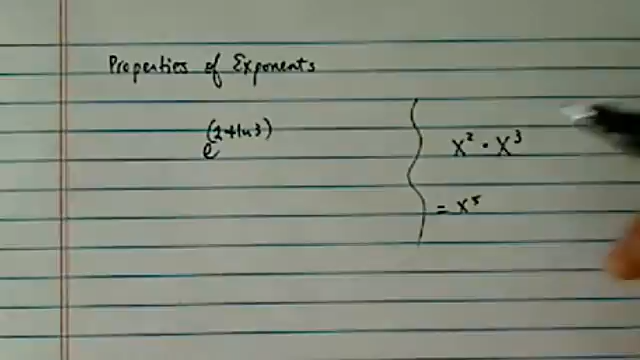 Properties of Exponents
e^(2+ln3)
x² · x³
= x⁵